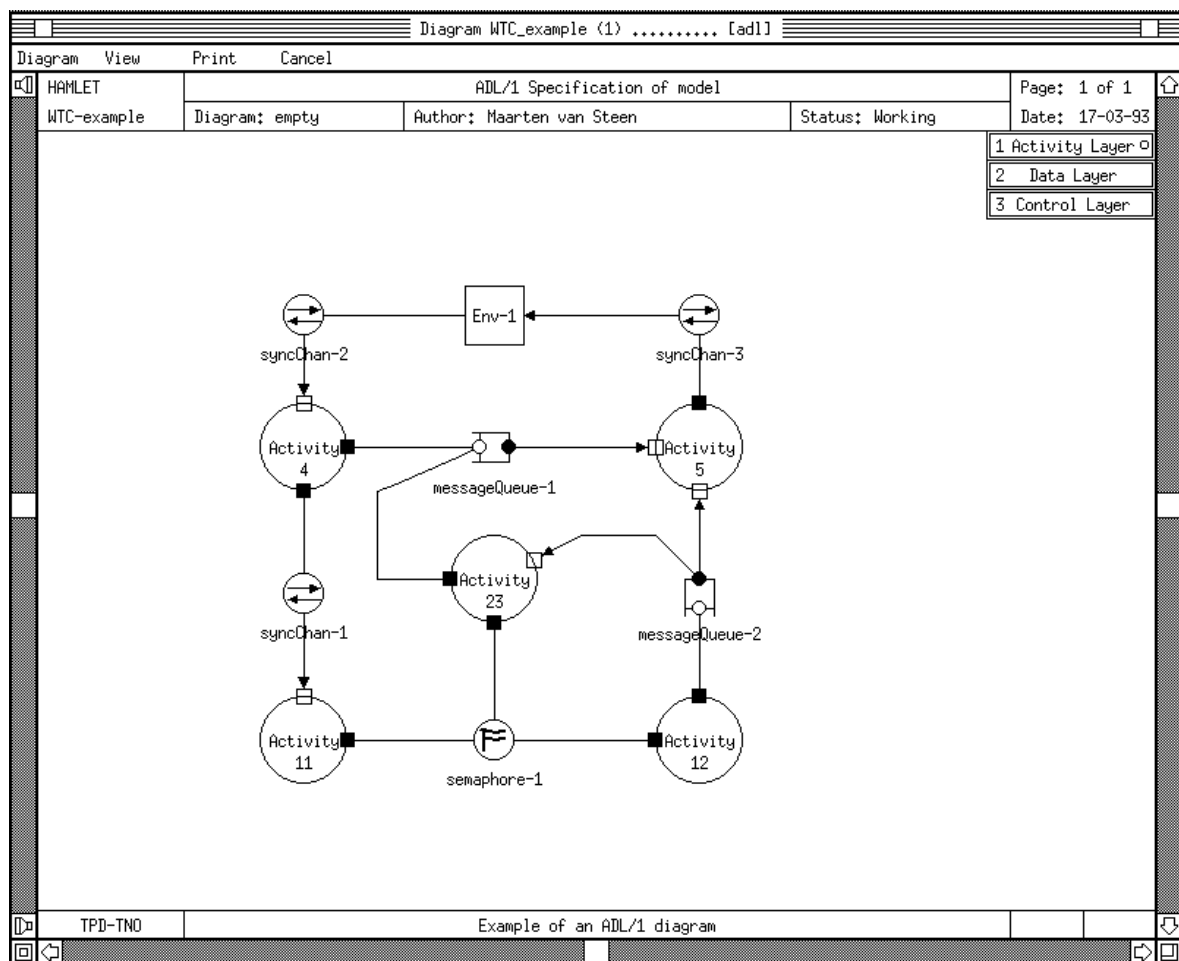 Diagram WTC_example (1) .......... [adl]
Diagram View Print Cancel
HAMLET ADL/1 Specification of model Page: 1 of 1
WTC-example Diagram: empty Author: Maarten van Steen Status: Working Date: 17-03-93
1 Activity Layer
2 Data Layer
3 Control Layer
Env-1
syncChan-2 syncChan-3
Activity Activity
4 5
messageQueue-1
Activity
23
syncChan-1 messageQueue-2
Activity Activity
11 12
semaphore-1
TPD-TNO Example of an ADL/1 diagram